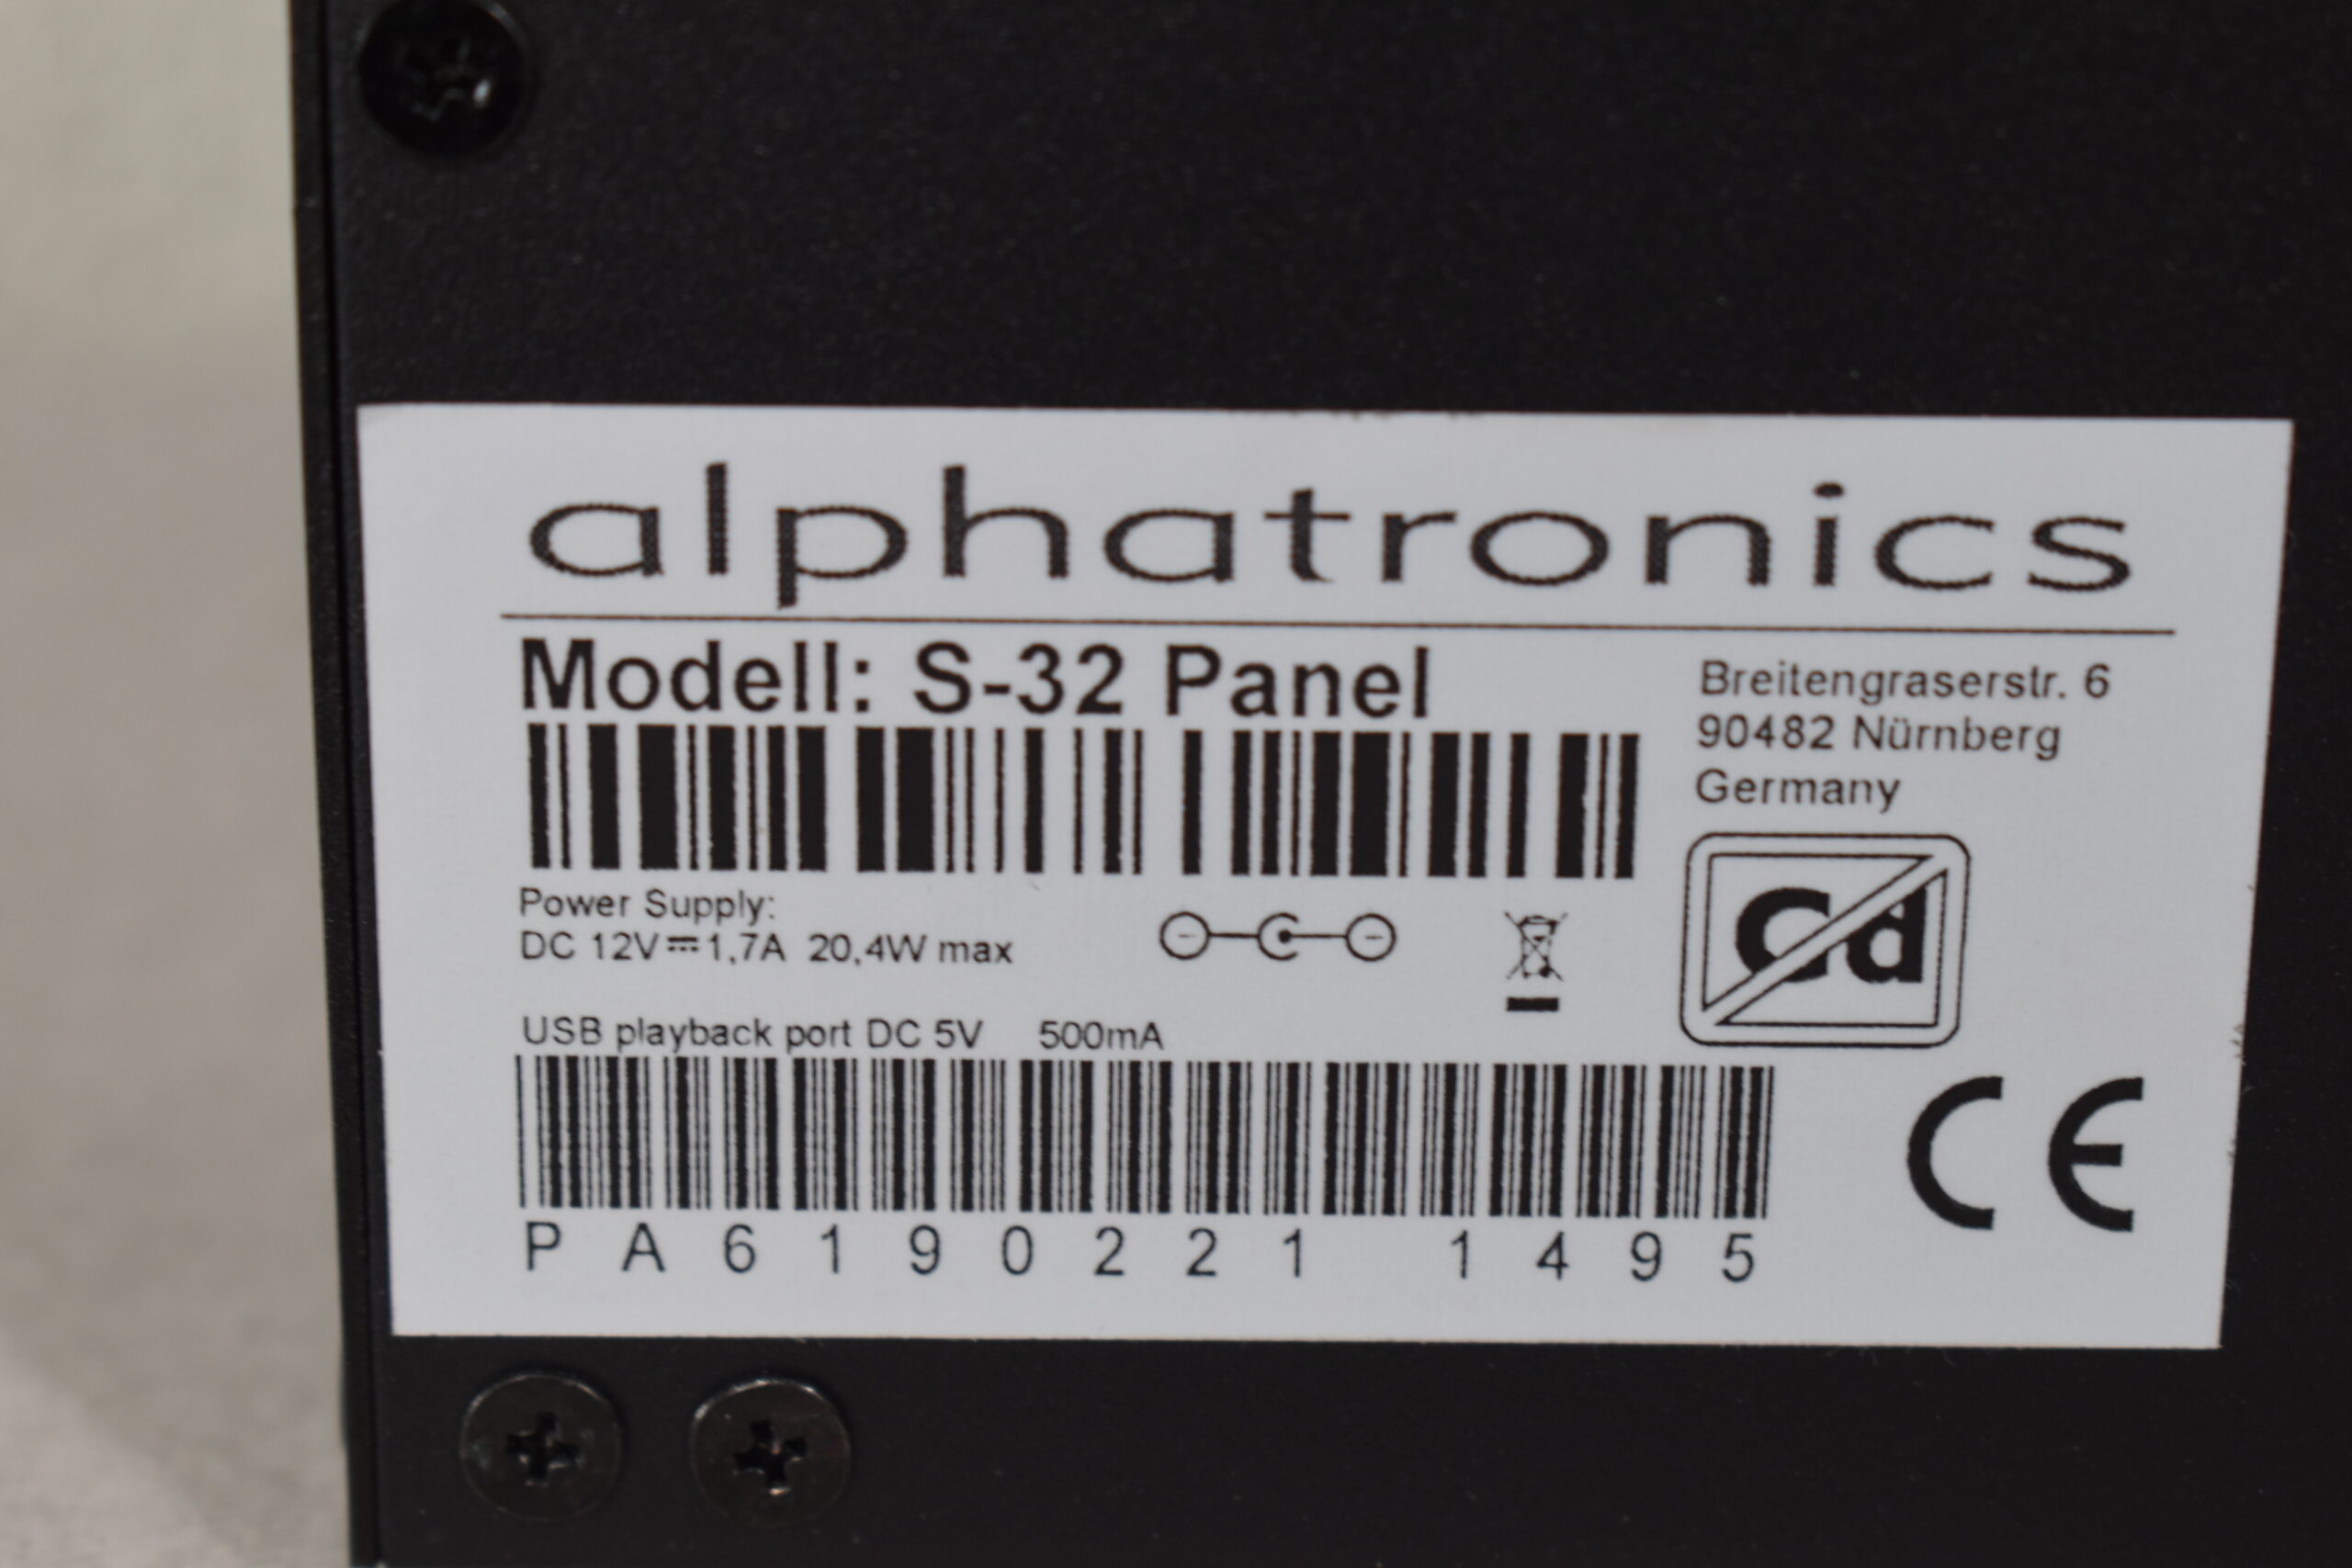 alphatronics
Modell: S-32 Panel
Breitengraserstr. 6
90482 Nürnberg
Germany
Power Supply:
DC 12V⎓1,7A 20,4W max
Cd
USB playback port DC 5V 500mA
CE
PA6190221 1495